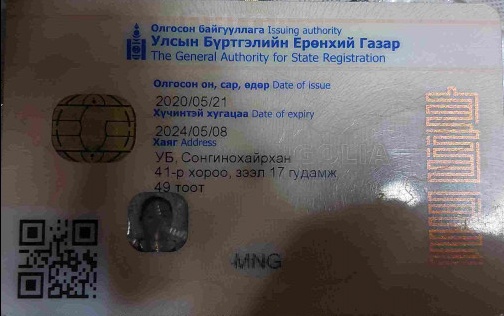 Олгосон байгууллага Issuing authority
Улсын Бүртгэлийн Ерөнхий Газар
The General Authority for State Registration
Олгосон он, сар, өдөр Date of issue
2020/05/21
Хүчинтэй хугацаа Date of expiry
2024/05/08
Хаяг Address
УБ, Сонгинохайрхан
41-р хороо, зээл 17 гудамж
49 тоот
MNG